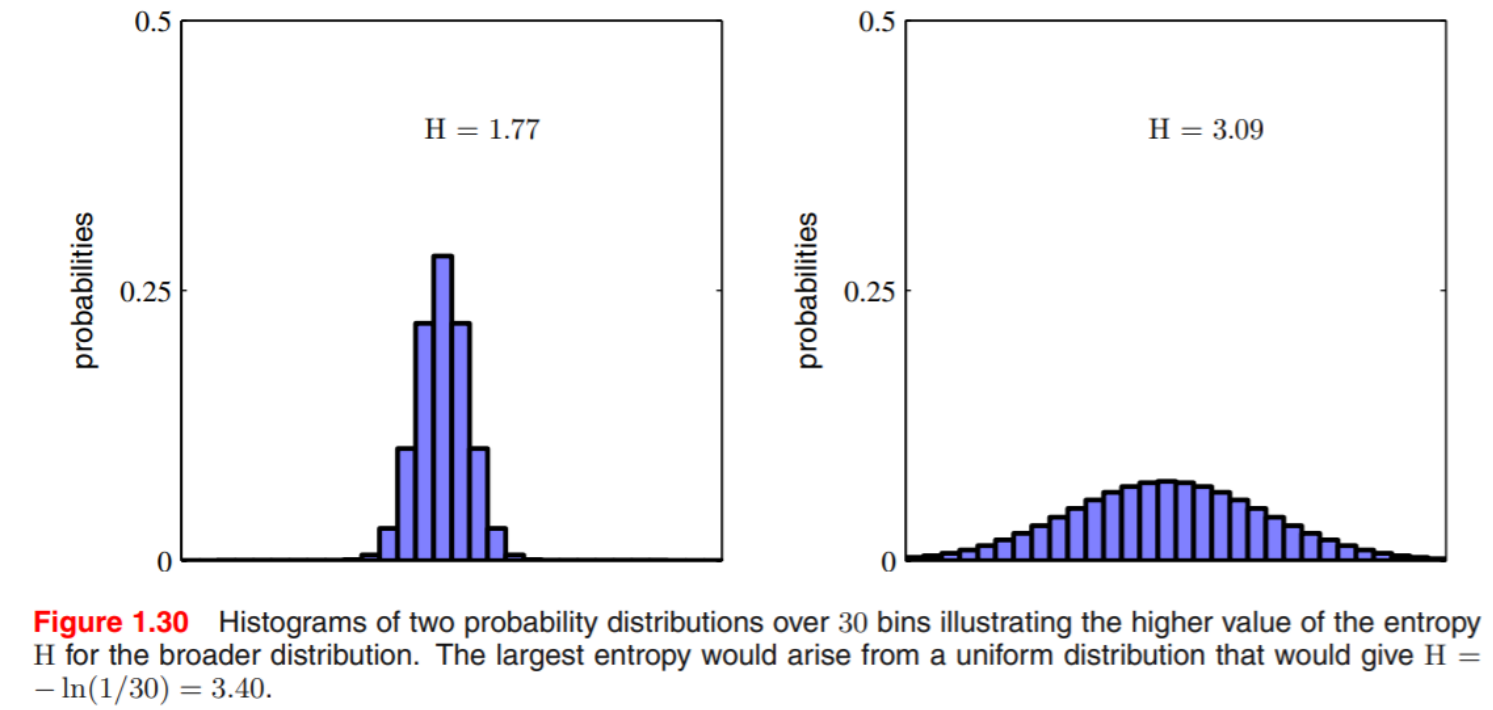 0.5
H = 1.77
probabilities
0.25
0
0.5
H = 3.09
probabilities
0.25
0
Figure 1.30 Histograms of two probability distributions over 30 bins illustrating the higher value of the entropy
H for the broader distribution. The largest entropy would arise from a uniform distribution that would give H =
− ln(1/30) = 3.40.